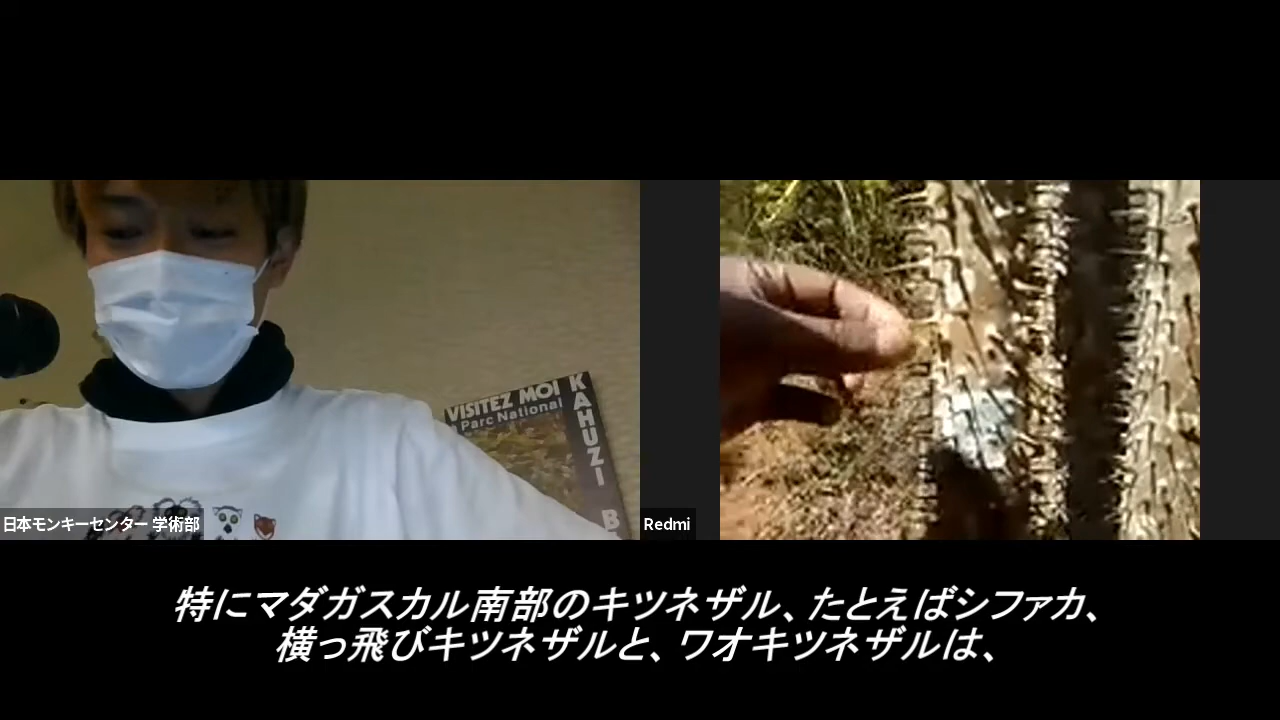 VISITEZ MOI
Parc National
KAHUZI
B
日本モンキーセンター 学術部
Redmi
特にマダガスカル南部のキツネザル、たとえばシファカ、
横っ飛びキツネザルと、ワオキツネザルは、